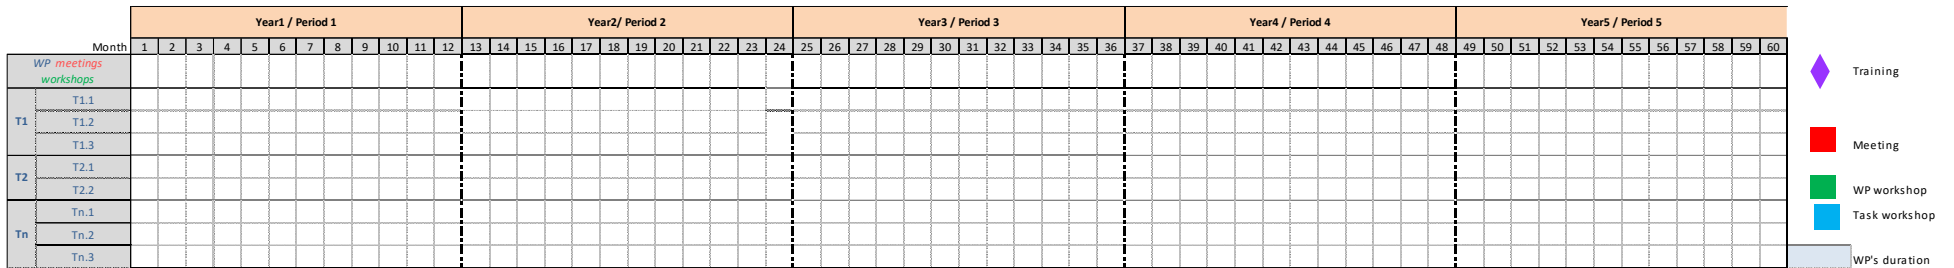 Year1 / Period 1 Year2/ Period 2 Year3 / Period 3 Year4 / Period 4 Year5 / Period 5
Month 1 2 3 4 5 6 7 8 9 10 11 12 13 14 15 16 17 18 19 20 21 22 23 24 25 26 27 28 29 30 31 32 33 34 35 36 37 38 39 40 41 42 43 44 45 46 47 48 49 50 51 52 53 54 55 56 57 58 59 60
WP meetings
workshops
Training
T1 T1.1
T1.2
T1.3
Meeting
T2 T2.1
T2.2
WP workshop
Tn Tn.1
Task workshop
Tn.2
Tn.3
WP's duration